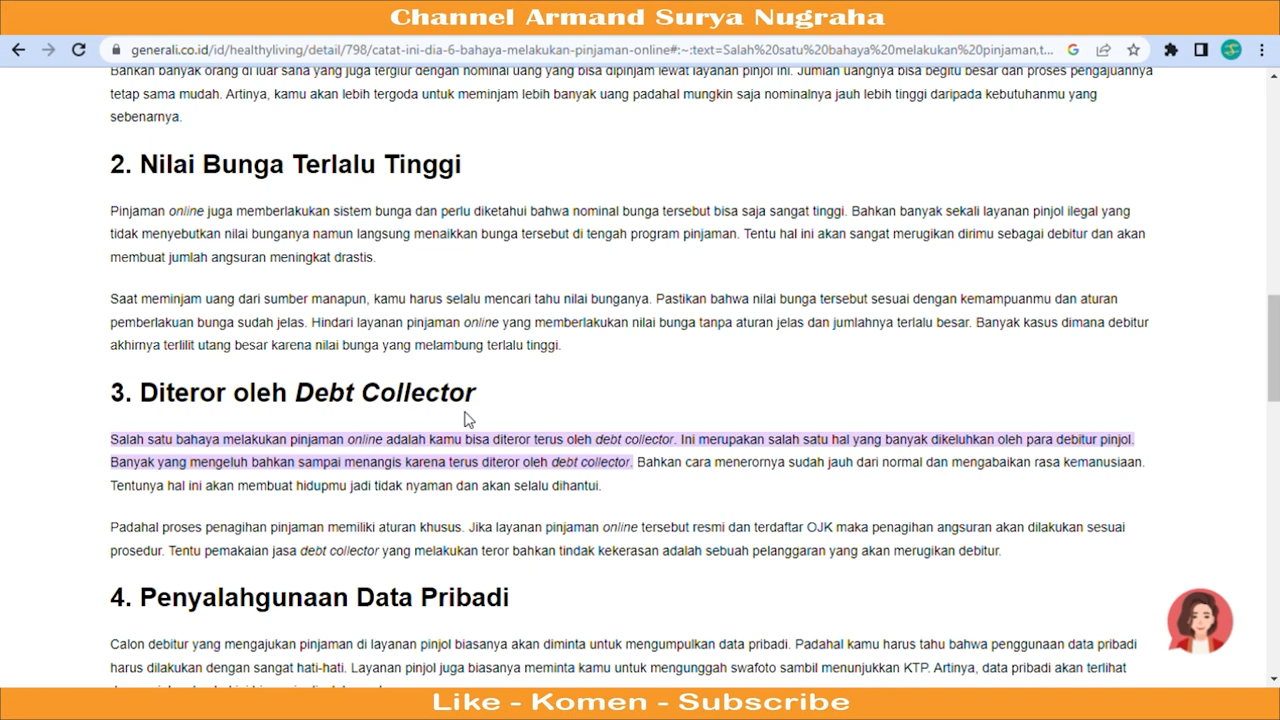 Channel Armand Surya Nugraha
generali.co.id/id/healthyliving/detail/798/catat-ini-dia-6-bahaya-melakukan-pinjaman-online#:~:text=Salah%20satu%20bahaya%20melakukan%20pinjaman,t...
Bahkan banyak orang di luar sana yang juga tergiur dengan nominal uang yang bisa dipinjam lewat layanan pinjol ini. Jumlah uangnya bisa begitu besar dan proses pengajuannya
tetap sama mudah. Artinya, kamu akan lebih tergoda untuk meminjam lebih banyak uang padahal mungkin saja nominalnya jauh lebih tinggi daripada kebutuhanmu yang
sebenarnya.
2. Nilai Bunga Terlalu Tinggi
Pinjaman online juga memberlakukan sistem bunga dan perlu diketahui bahwa nominal bunga tersebut bisa saja sangat tinggi. Bahkan banyak sekali layanan pinjol ilegal yang
tidak menyebutkan nilai bunganya namun langsung menaikkan bunga tersebut di tengah program pinjaman. Tentu hal ini akan sangat merugikan dirimu sebagai debitur dan akan
membuat jumlah angsuran meningkat drastis.
Saat meminjam uang dari sumber manapun, kamu harus selalu mencari tahu nilai bunganya. Pastikan bahwa nilai bunga tersebut sesuai dengan kemampuanmu dan aturan
pemberlakuan bunga sudah jelas. Hindari layanan pinjaman online yang memberlakukan nilai bunga tanpa aturan jelas dan jumlahnya terlalu besar. Banyak kasus dimana debitur
akhirnya terlilit utang besar karena nilai bunga yang melambung terlalu tinggi.
3. Diteror oleh Debt Collector
Salah satu bahaya melakukan pinjaman online adalah kamu bisa diteror terus oleh debt collector. Ini merupakan salah satu hal yang banyak dikeluhkan oleh para debitur pinjol.
Banyak yang mengeluh bahkan sampai menangis karena terus diteror oleh debt collector. Bahkan cara menerornya sudah jauh dari normal dan mengabaikan rasa kemanusiaan.
Tentunya hal ini akan membuat hidupmu jadi tidak nyaman dan akan selalu dihantui.
Padahal proses penagihan pinjaman memiliki aturan khusus. Jika layanan pinjaman online tersebut resmi dan terdaftar OJK maka penagihan angsuran akan dilakukan sesuai
prosedur. Tentu pemakaian jasa debt collector yang melakukan teror bahkan tindak kekerasan adalah sebuah pelanggaran yang akan merugikan debitur.
4. Penyalahgunaan Data Pribadi
Calon debitur yang mengajukan pinjaman di layanan pinjol biasanya akan diminta untuk mengumpulkan data pribadi. Padahal kamu harus tahu bahwa penggunaan data pribadi
harus dilakukan dengan sangat hati-hati. Layanan pinjol juga biasanya meminta kamu untuk mengunggah swafoto sambil menunjukkan KTP. Artinya, data pribadi akan terlihat
Like - Komen - Subscribe